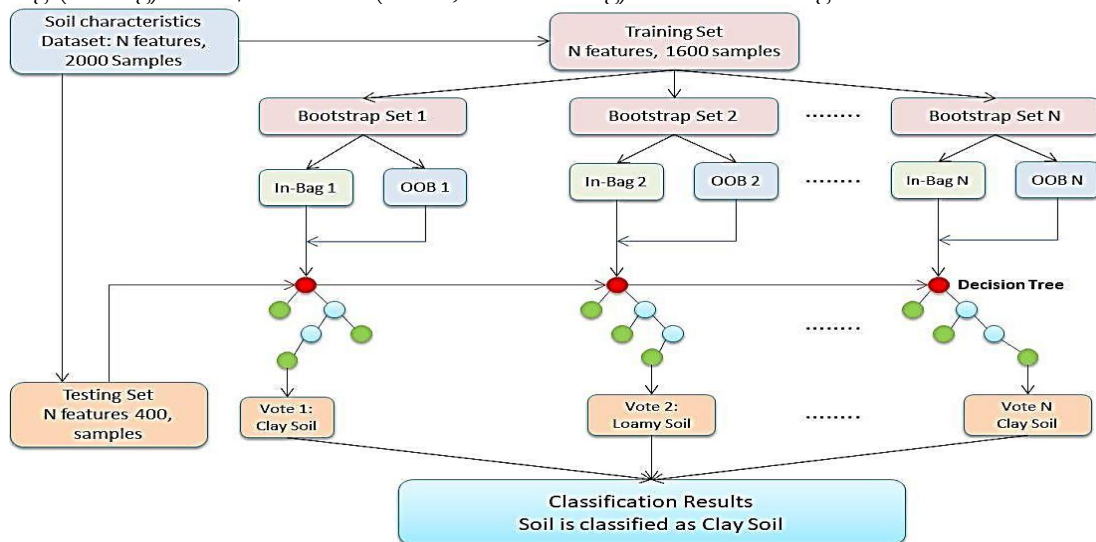 Soil characteristics
Dataset: N features,
2000 Samples
Training Set
N features, 1600 samples
Bootstrap Set 1
Bootstrap Set 2
........
Bootstrap Set N
In-Bag 1
OOB 1
In-Bag 2
OOB 2
........
In-Bag N
OOB N
Decision Tree
........
Testing Set
N features 400,
samples
Vote 1:
Clay Soil
Vote 2:
Loamy Soil
........
Vote N
Clay Soil
Classification Results
Soil is classified as Clay Soil